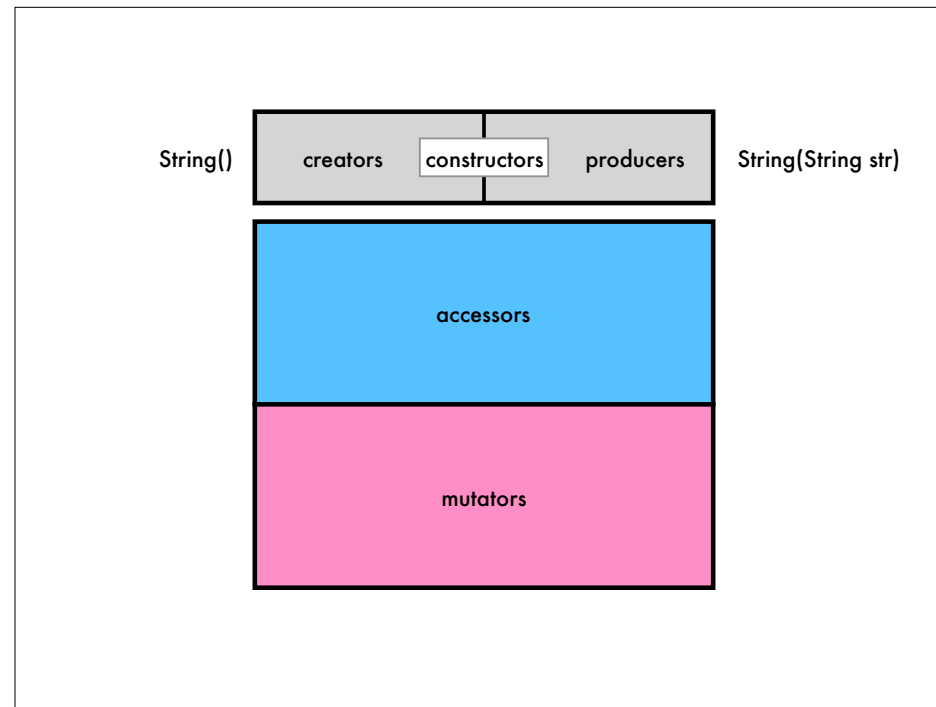 String() creators constructors producers String(String str)
accessors
mutators